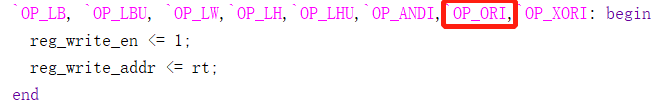 `OP_LB, `OP_LBU, `OP_LW,`OP_LH,`OP_LHU,`OP_ANDI,`OP_ORI,`OP_XORI: begin
reg_write_en <= 1;
reg_write_addr <= rt;
end